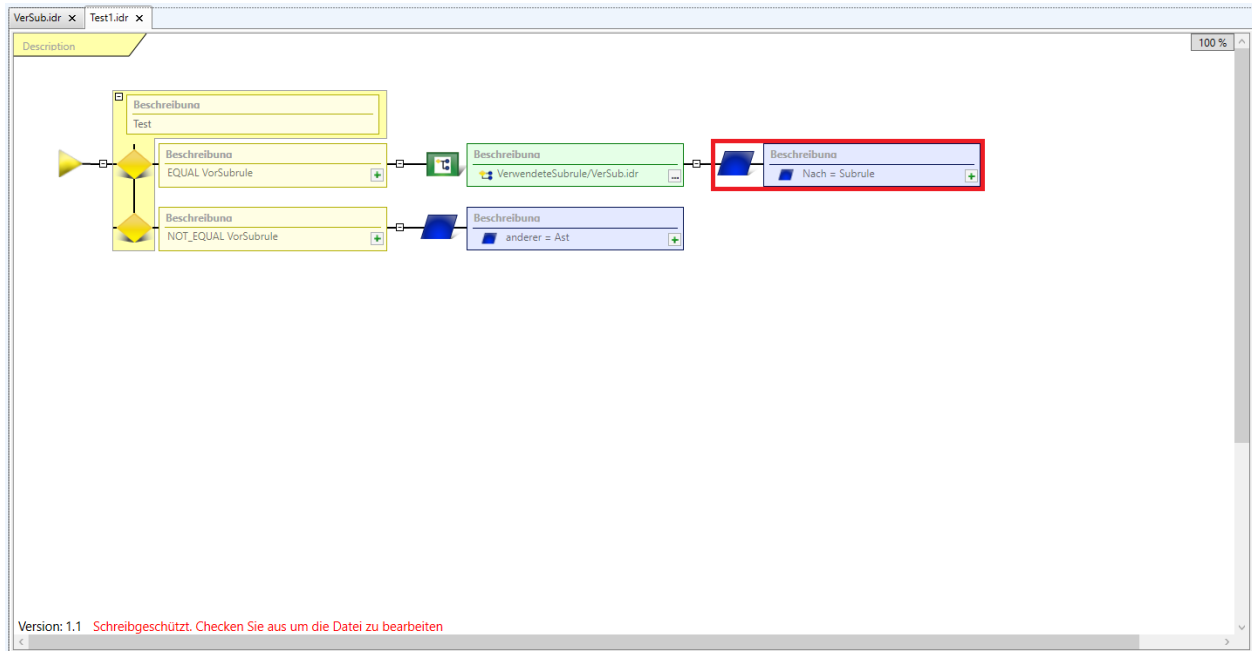 VerSub.idr x Test1.idr x
Description
100 %
Beschreibung
Test
Beschreibung
EQUAL VorSubrule
Beschreibung
VerwendeteSubrule/VerSub.idr ...
Beschreibung
Nach = Subrule
Beschreibung
NOT_EQUAL VorSubrule
Beschreibung
anderer = Ast
Version: 1.1 Schreibgeschützt. Checken Sie aus um die Datei zu bearbeiten